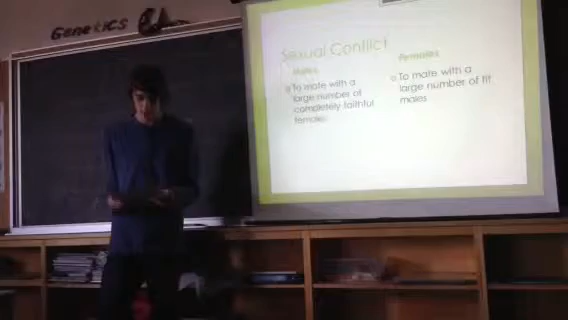 Genetics
Sexual Conflict
Males
Females
To mate with a
large number of
completely faithful
females
To mate with a
large number of fit
males